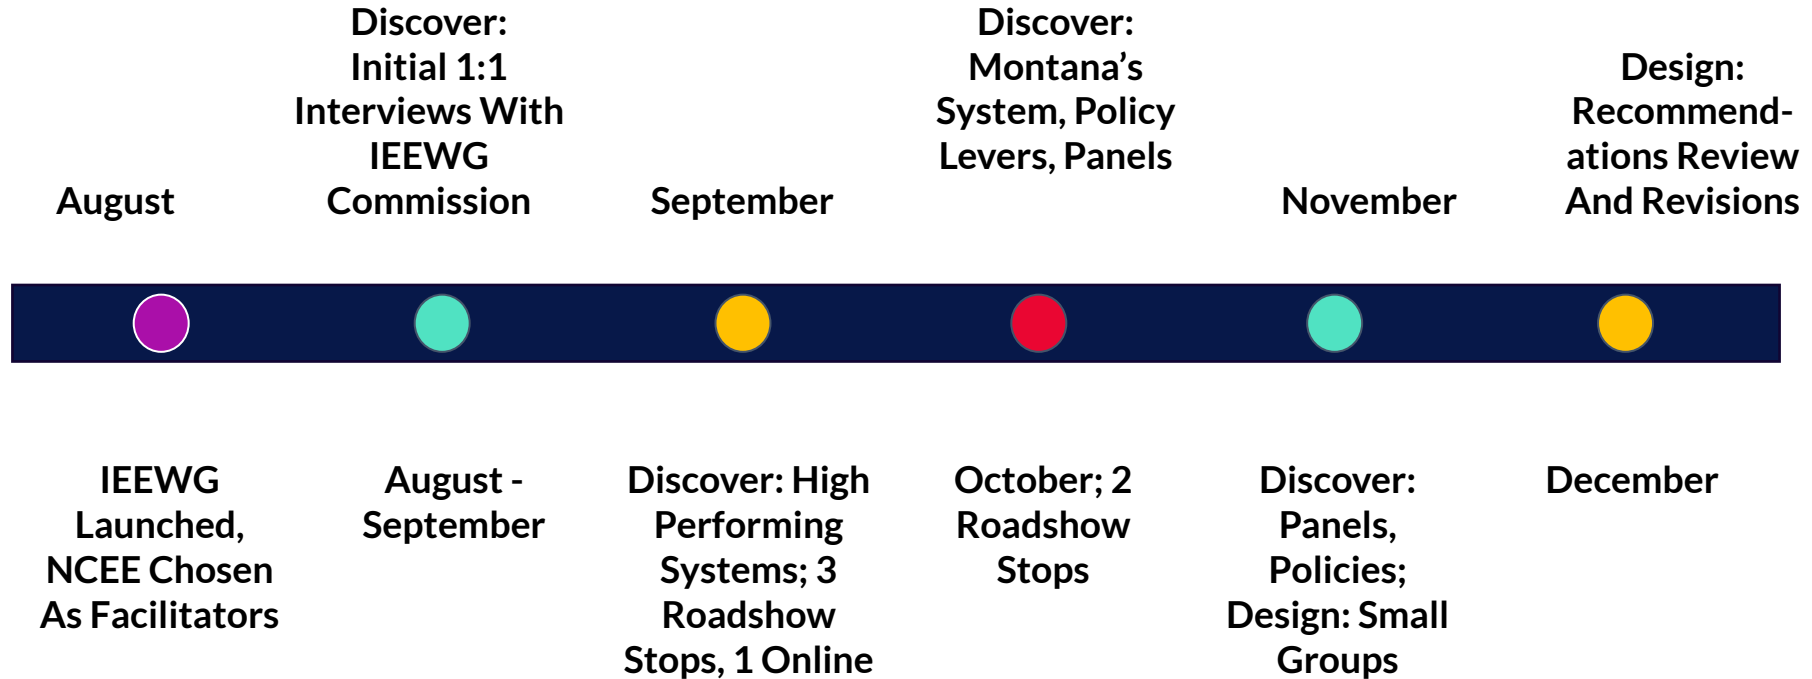 August
Discover:
Initial 1:1
Interviews With
IEEWG
Commission
September
Discover:
Montana’s
System, Policy
Levers, Panels
November
Design:
Recommend-
ations Review
And Revisions
IEEWG
Launched,
NCEE Chosen
As Facilitators
August -
September
Discover: High
Performing
Systems; 3
Roadshow
Stops, 1 Online
October; 2
Roadshow
Stops
Discover:
Panels,
Policies;
Design: Small
Groups
December